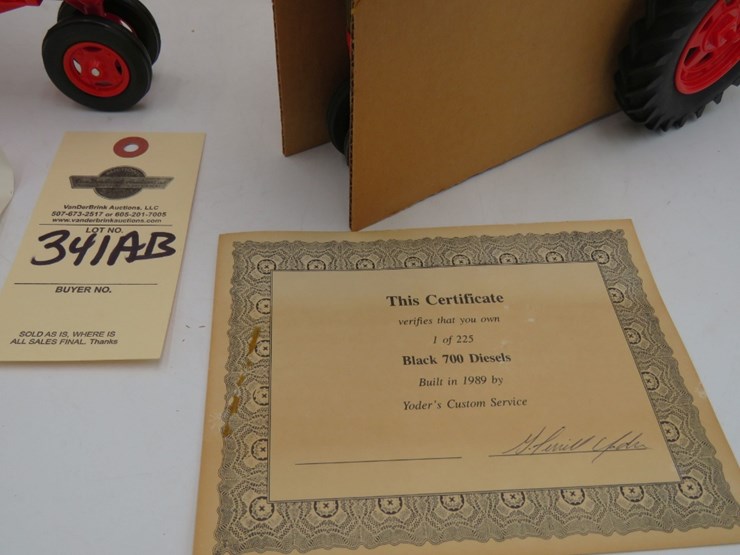 VanDerBrink Auctions, LLC
507-673-2517 or 605-201-7005
www.vanderbrinkauctions.com
LOT NO.
341AB
BUYER NO.
SOLD AS IS, WHERE IS
ALL SALES FINAL. Thanks
This Certificate
verifies that you own
1 of 225
Black 700 Diesels
Built in 1989 by
Yoder's Custom Service